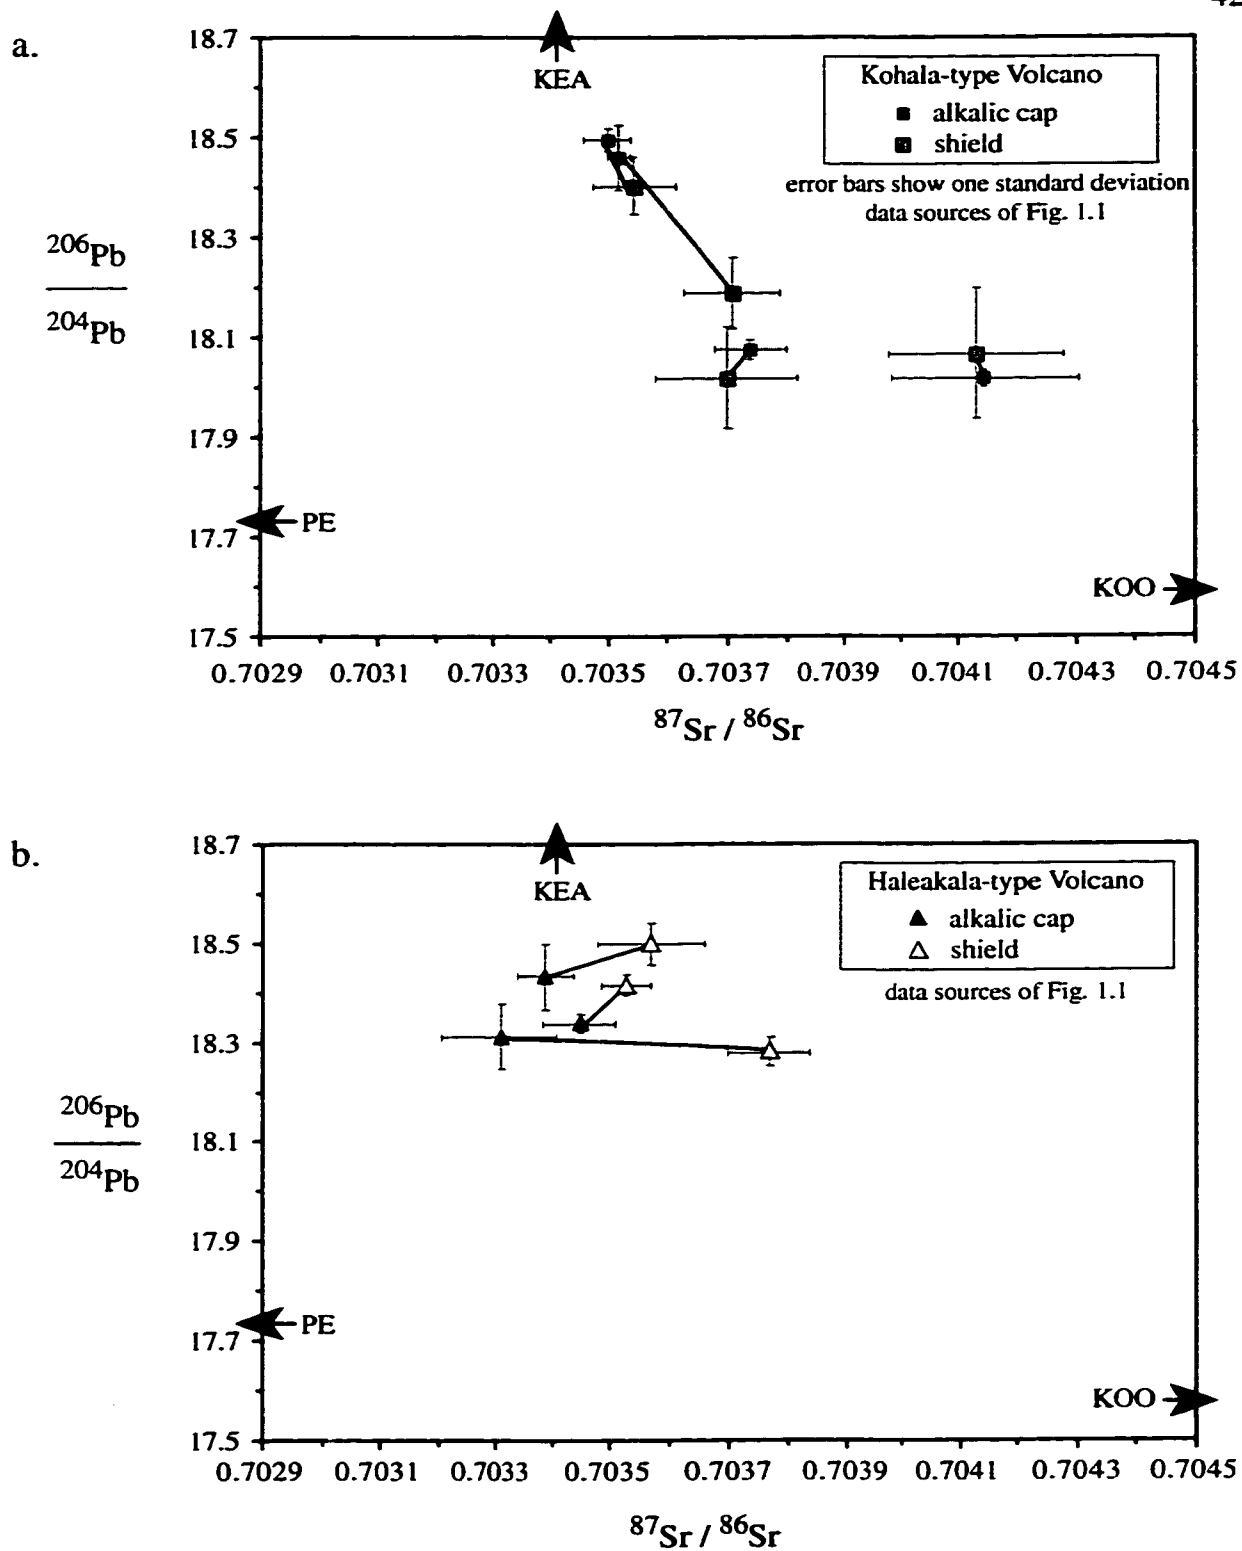 a.
18.7
18.5
18.3
18.1
17.9
17.7
17.5
206Pb
204Pb
KEA
Kohala-type Volcano
alkalic cap
shield
error bars show one standard deviation
data sources of Fig. 1.1
PE
KOO
0.7029 0.7031 0.7033 0.7035 0.7037 0.7039 0.7041 0.7043 0.7045
87Sr / 86Sr
b.
18.7
18.5
18.3
18.1
17.9
17.7
17.5
206Pb
204Pb
KEA
Haleakala-type Volcano
alkalic cap
shield
data sources of Fig. 1.1
PE
KOO
0.7029 0.7031 0.7033 0.7035 0.7037 0.7039 0.7041 0.7043 0.7045
87Sr / 86Sr